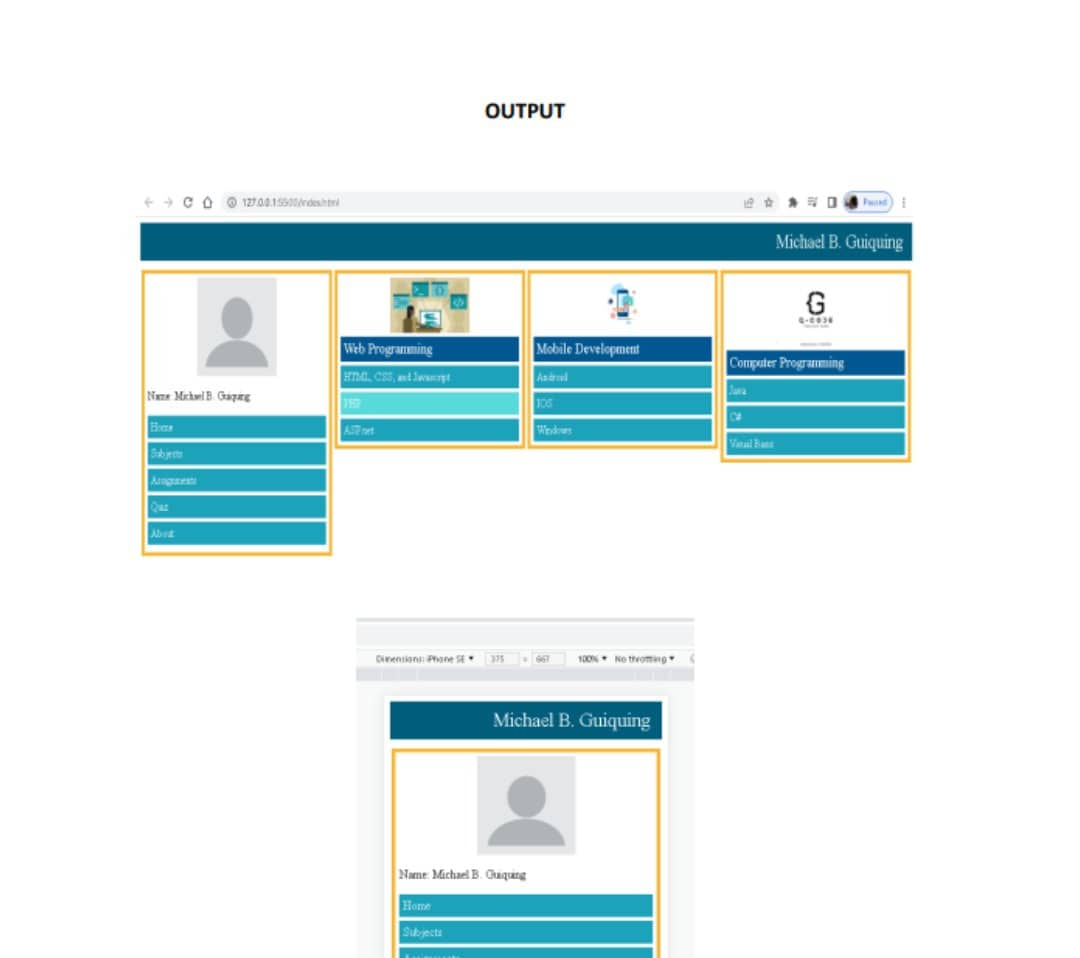 OUTPUT
127.0.0.1:5500/index.html
Paused
Michael B. Guiquing
Name: Michael B. Guiquing
Home
Subjects
Assignments
Quiz
About
Web Programming
HTML, CSS, and Javascript
PHP
ASP.net
Mobile Development
Android
IOS
Windows
G
G-CODE
Computer Programming
Java
C#
Visual Basic
Dimensions: iPhone SE 375 × 667 100% No throttling
Michael B. Guiquing
Name: Michael B. Guiquing
Home
Subjects
Assignments